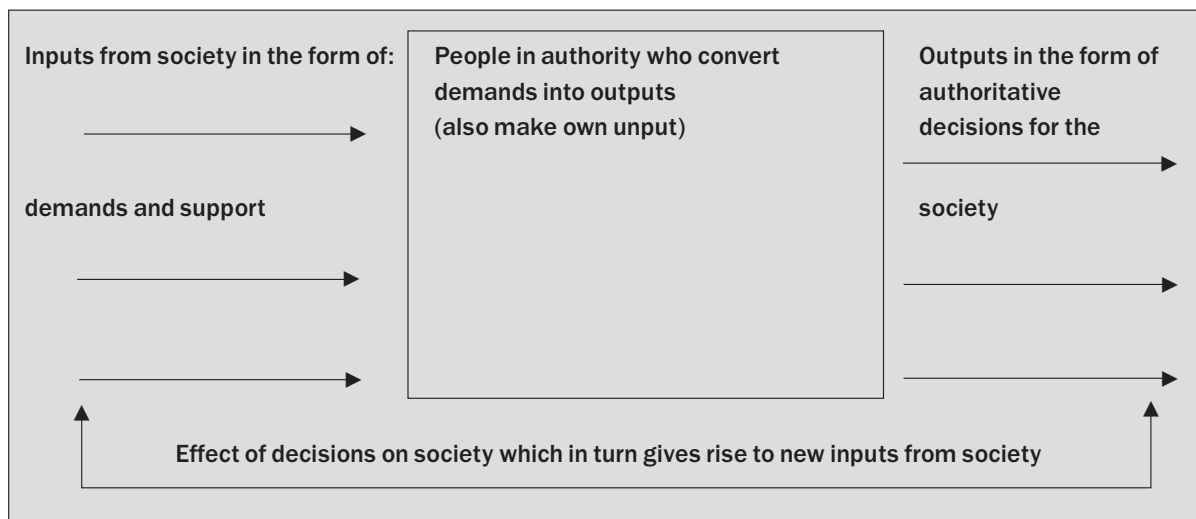 Inputs from society in the form of:
demands and support
People in authority who convert
demands into outputs
(also make own unput)
Outputs in the form of
authoritative
decisions for the
society
Effect of decisions on society which in turn gives rise to new inputs from society